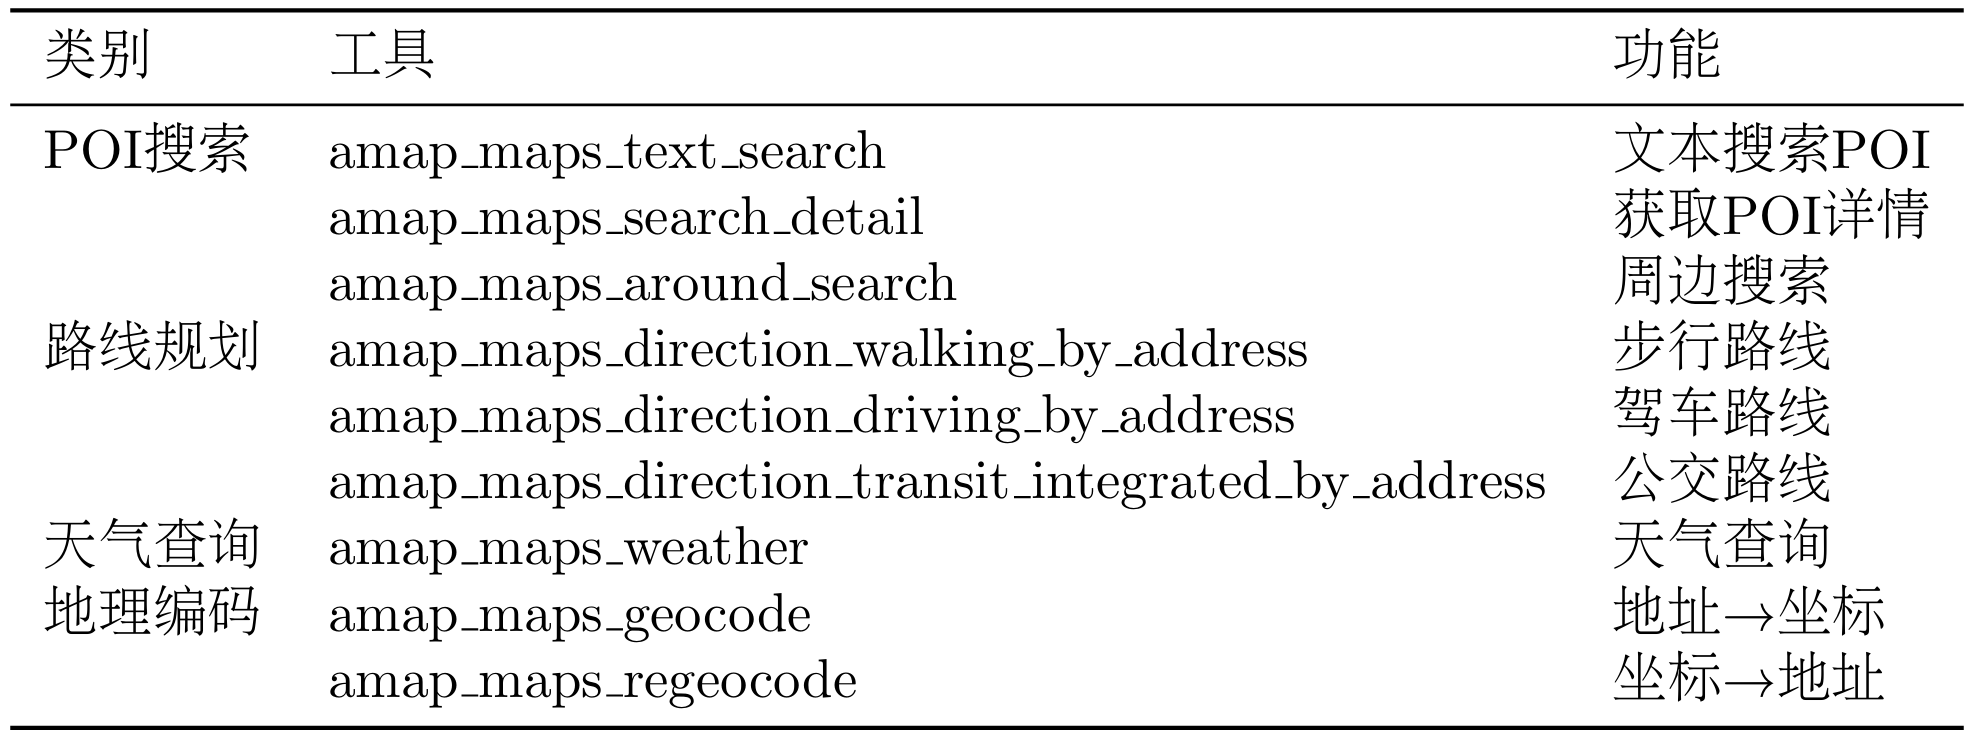 类别 工具 功能
POI搜索 amap_maps_text_search 文本搜索POI
amap_maps_search_detail 获取POI详情
amap_maps_around_search 周边搜索
路线规划 amap_maps_direction_walking_by_address 步行路线
amap_maps_direction_driving_by_address 驾车路线
amap_maps_direction_transit_integrated_by_address 公交路线
天气查询 amap_maps_weather 天气查询
地理编码 amap_maps_geocode 地址→坐标
amap_maps_regeocode 坐标→地址